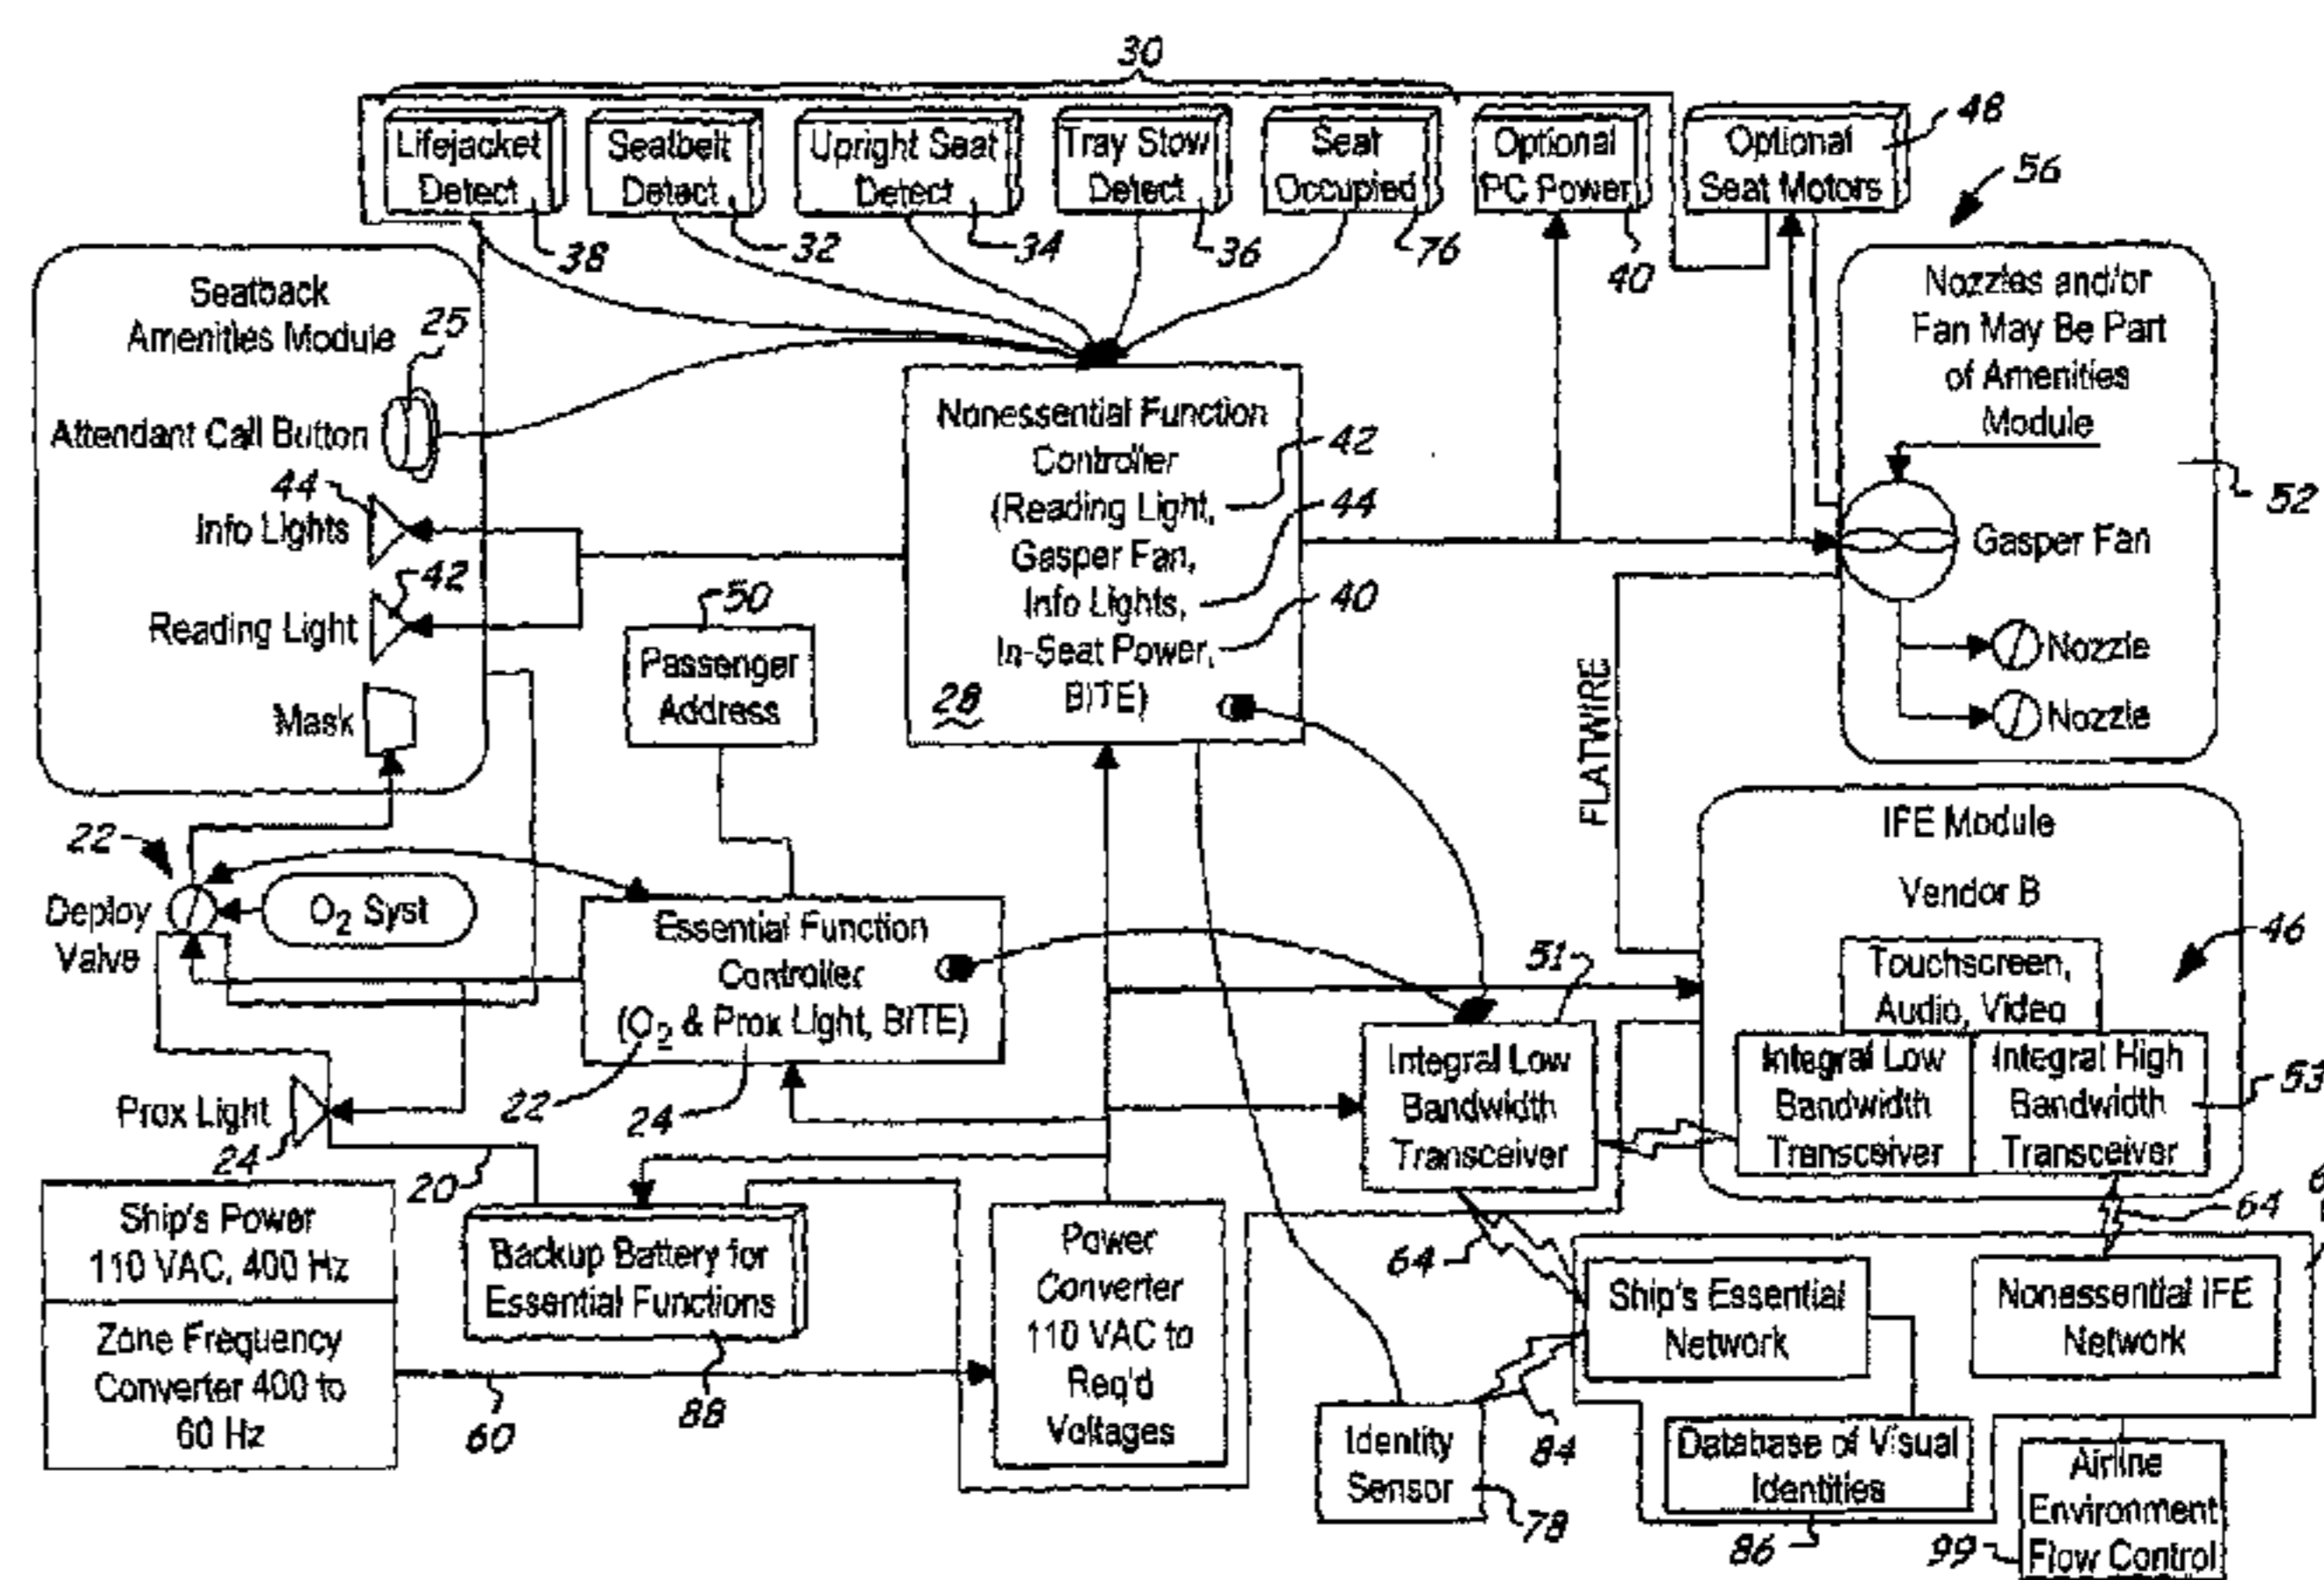 30
Lifejacket
Detect
38
Seatbelt
Detect
32
Upright Seat
Detect
34
Tray Stow
Detect
36
Seat
Occupied
76
Optional
PC Power
40
Optional
Seat Motors
48
56
Seatback
Amenities Module
25
Attendant Call Button
44
Info Lights
42
Reading Light
Mask
Nonessential Function
Controller
(Reading Light,
Gasper Fan,
Info Lights,
In-Seat Power,
BITE)
28
42
44
40
Nozzles and/or
Fan May Be Part
of Amenities
Module
52
Gasper Fan
Nozzle
Nozzle
50
Passenger
Address
FLATWIRE
22
Deploy
Valve
O2 Syst
Essential Function
Controller
(O2 & Prox Light, BITE)
22
24
Prox Light
24
20
IFE Module
Vendor B
46
Touchscreen,
Audio, Video
Integral Low
Bandwidth
Transceiver
Integral High
Bandwidth
Transceiver
53
51
Integral Low
Bandwidth
Transceiver
64
64
Ship's Power
110 VAC, 400 Hz
Zone Frequency
Converter 400 to
60 Hz
60
Backup Battery for
Essential Functions
88
Power
Converter
110 VAC to
Req'd
Voltages
Ship's Essential
Network
Nonessential IFE
Network
6
84
Identity
Sensor
78
Database of Visual
Identities
86
Airline
Environment
Flow Control
99